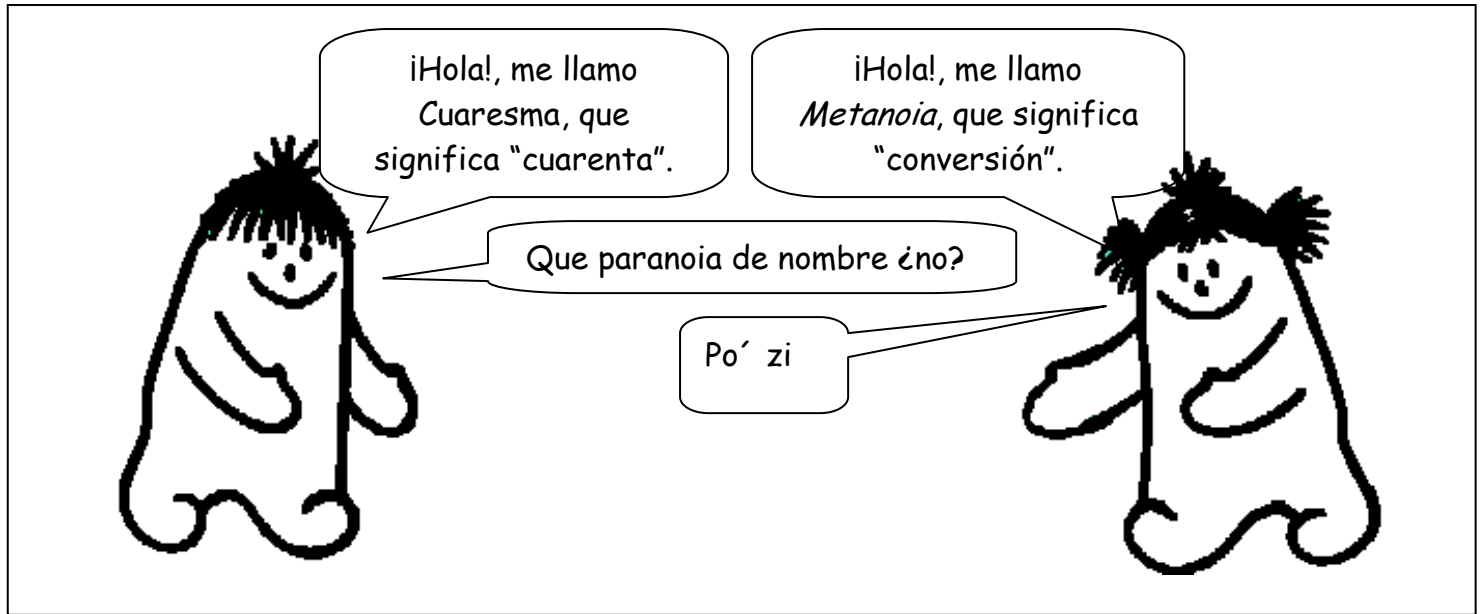 ¡Hola!, me llamo
Cuaresma, que
significa “cuarenta”.
¡Hola!, me llamo
Metanoia, que significa
“conversión”.
Que paranoia de nombre ¿no?
Po´ zi